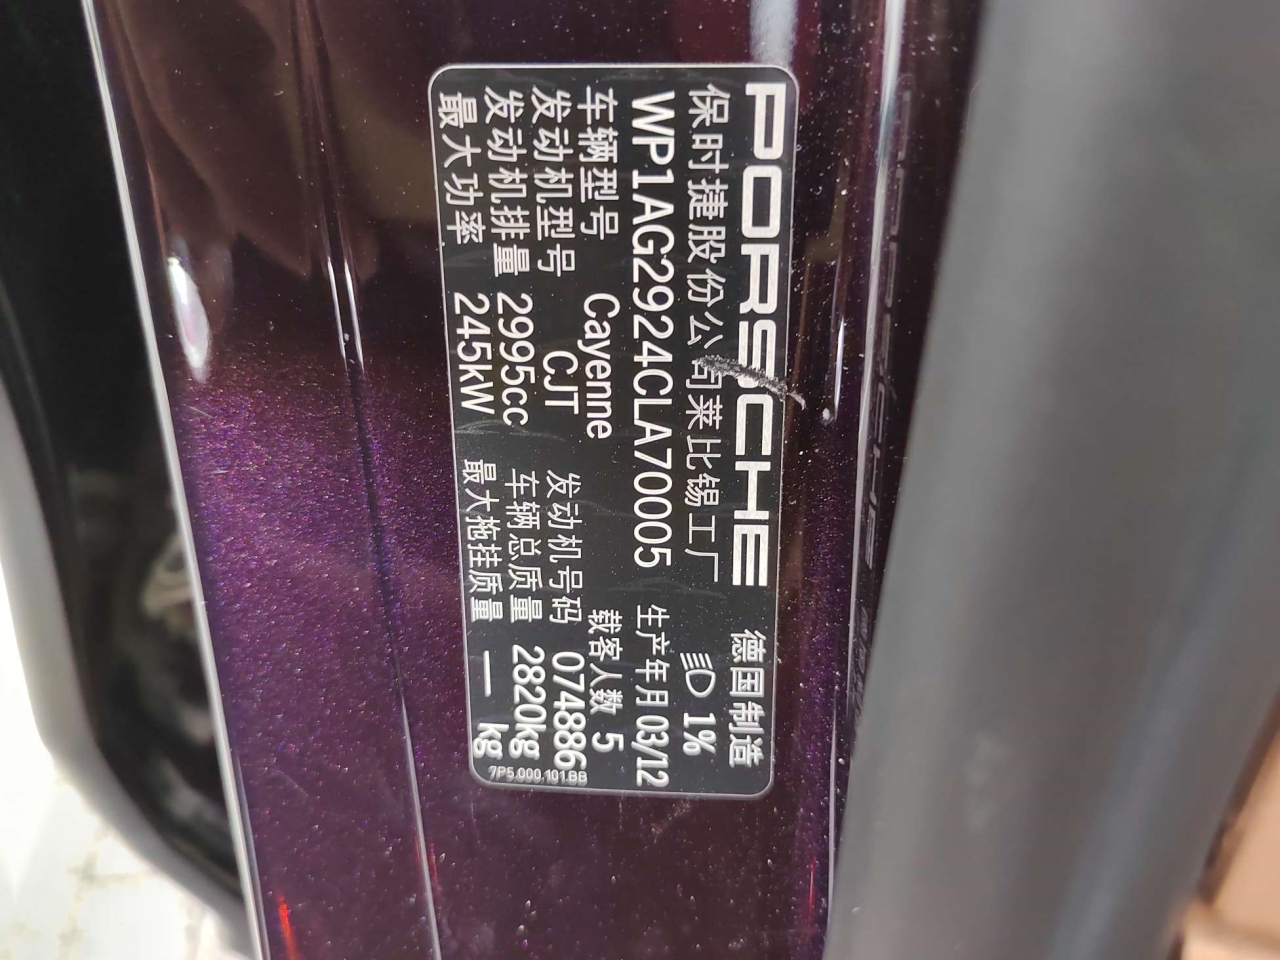 PORSCHE 德国制造
保时捷股份公司莱比锡工厂 1%
WP1AG2924CLA70005 生产年月 03/12
车辆型号 Cayenne 载客人数 5
发动机型号 CJT 发动机号码 074886
发动机排量 2995cc 车辆总质量 2820kg
最大功率 245kW 最大拖挂质量 — kg
7P5.000.101.BB